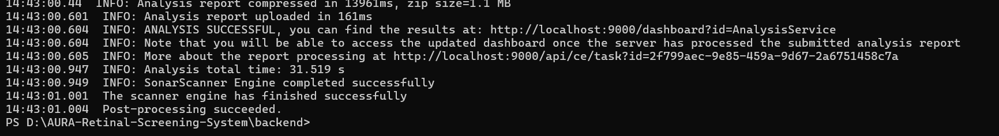 14:43:00.44  INFO: Analysis report compressed in 13961ms, zip size=1.1 MB
14:43:00.601  INFO: Analysis report uploaded in 161ms
14:43:00.604  INFO: ANALYSIS SUCCESSFUL, you can find the results at: http://localhost:9000/dashboard?id=AnalysisService
14:43:00.604  INFO: Note that you will be able to access the updated dashboard once the server has processed the submitted analysis report
14:43:00.605  INFO: More about the report processing at http://localhost:9000/api/ce/task?id=2f799aec-9e85-459a-9d67-2a6751458c7a
14:43:00.947  INFO: Analysis total time: 31.519 s
14:43:00.949  INFO: SonarScanner Engine completed successfully
14:43:01.001  The scanner engine has finished successfully
14:43:01.004  Post-processing succeeded.
PS D:\AURA-Retinal-Screening-System\backend>